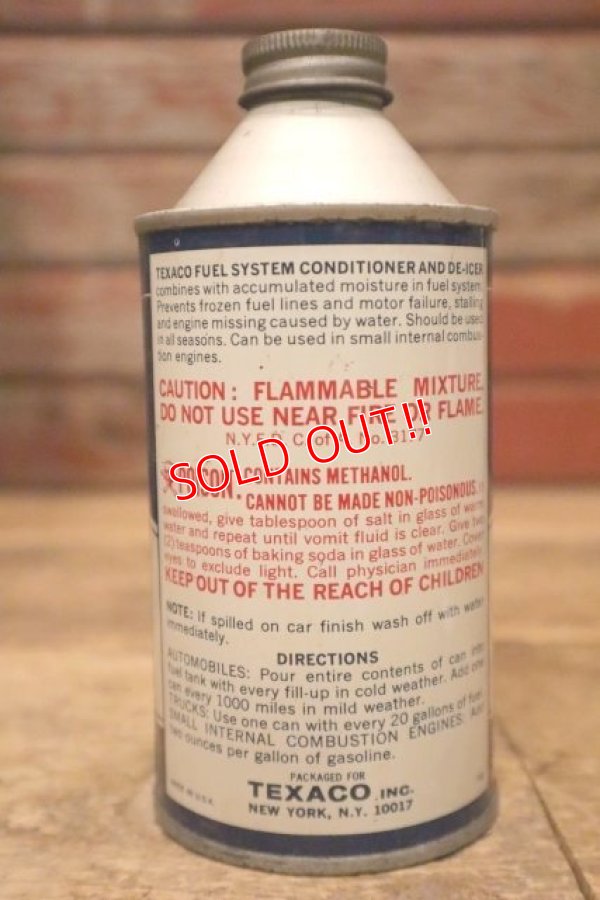 TEXACO FUEL SYSTEM CONDITIONER AND DE-ICER
combines with accumulated moisture in fuel system.
Prevents frozen fuel lines and motor failure, stalling
and engine missing caused by water. Should be used
in all seasons. Can be used in small internal combus-
tion engines.
CAUTION: FLAMMABLE MIXTURE.
DO NOT USE NEAR FIRE OR FLAME.
N.Y.F.D. C. of A. No.
SOLD OUT!!
POISON. CONTAINS METHANOL.
CANNOT BE MADE NON-POISONOUS.
swallowed, give tablespoon of salt in glass of warm
water and repeat until vomit fluid is clear. Give two
(2) teaspoons of baking soda in glass of water. Cover
eyes to exclude light. Call physician immediately.
KEEP OUT OF THE REACH OF CHILDREN
NOTE: If spilled on car finish wash off with water
immediately.
DIRECTIONS
AUTOMOBILES: Pour entire contents of can into
fuel tank with every fill-up in cold weather. Add one
can every 1000 miles in mild weather.
TRUCKS: Use one can with every 20 gallons of fuel.
SMALL INTERNAL COMBUSTION ENGINES: Add
two ounces per gallon of gasoline.
PACKAGED FOR
TEXACO INC.
NEW YORK, N.Y. 10017
MADE IN U.S.A.